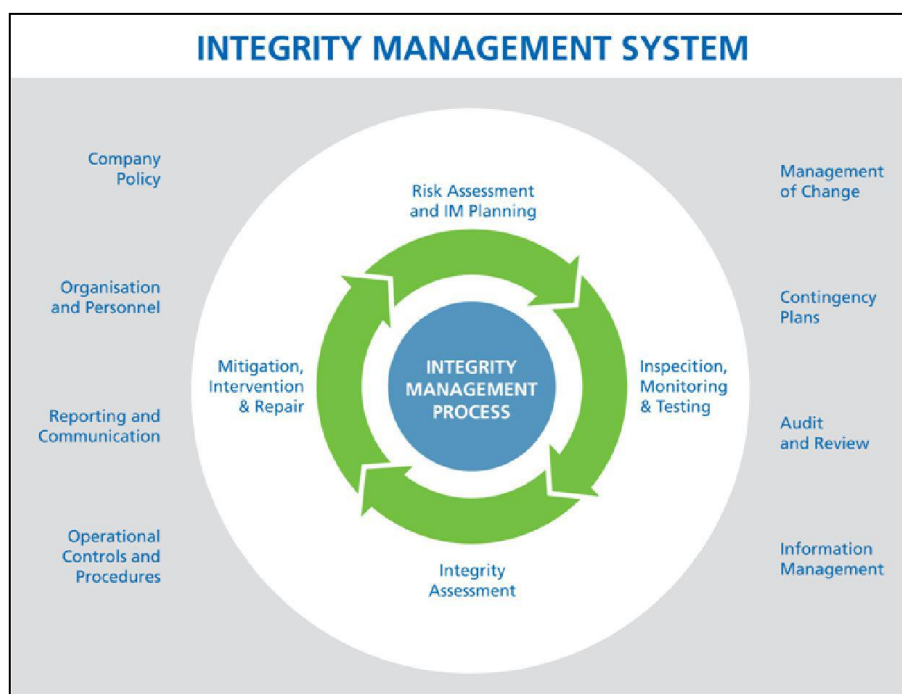 INTEGRITY MANAGEMENT SYSTEM
Company
Policy
Organisation
and Personnel
Reporting and
Communication
Operational
Controls and
Procedures
Risk Assessment
and IM Planning
Mitigation,
Intervention
& Repair
INTEGRITY
MANAGEMENT
PROCESS
Inspecition,
Monitoring
& Testing
Integrity
Assessment
Management
of Change
Contingency
Plans
Audit
and Review
Information
Management